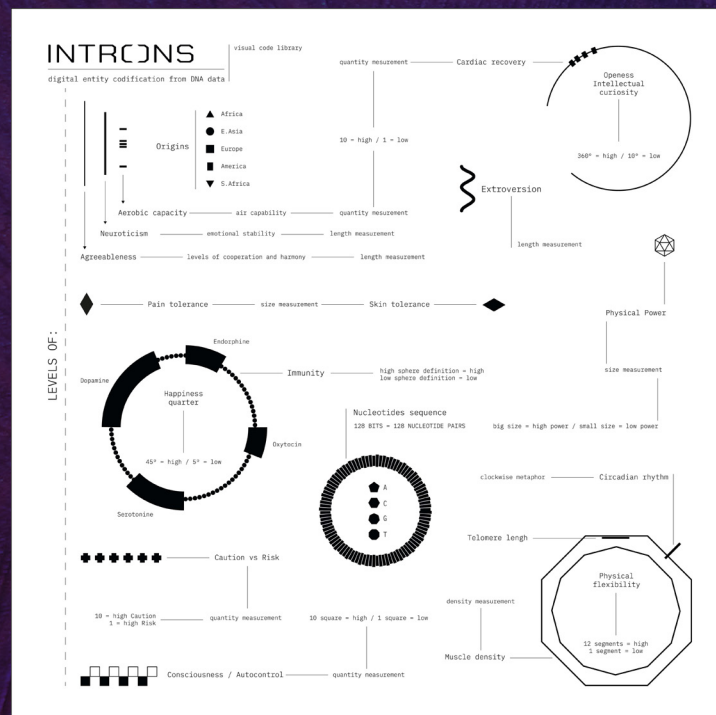 INTRONS
visual code library
digital entity codification from DNA data
quantity mesurement
Cardiac recovery
Openess
Intellectual
curiosity
360º = high / 10º = low
10 = high / 1 = low
Origins
Africa
E.Asia
Europe
America
S.Africa
Extroversion
length measurement
Aerobic capacity
air capability
quantity mesurement
Neuroticism
emotional stability
length measurement
Agreeableness
levels of cooperation and harmony
length measurement
LEVELS OF:
Pain tolerance
size measurement
Skin tolerance
Physical Power
size measurement
big size = high power / small size = low power
Endorphine
Dopamine
Happiness
quarter
45º = high / 5º = low
Oxytocin
Serotonine
Immunity
high sphere definition = high
low sphere definition = low
Nucleotides sequence
128 BITS = 128 NUCLEOTIDE PAIRS
A
C
G
T
clockwise metaphor
Circadian rhythm
Telomere lengh
Physical
flexibility
12 segments = high
1 segment = low
density measurement
Muscle density
Caution vs Risk
10 = high Caution
1 = high Risk
quantity measurement
10 square = high / 1 square = low
Consciousness / Autocontrol
quantity measurement